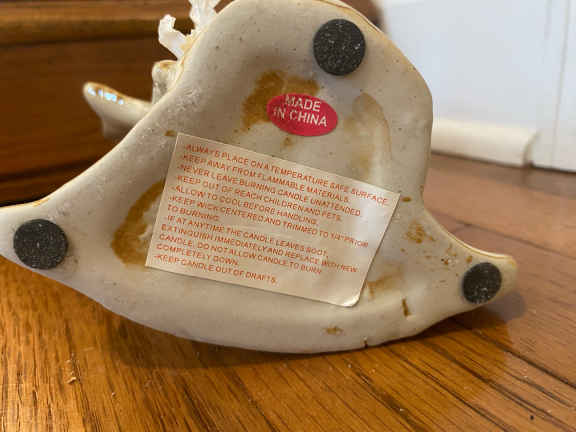 MADE
IN CHINA
-ALWAYS PLACE ON A TEMPERATURE SAFE SURFACE.
-KEEP AWAY FROM FLAMMABLE MATERIALS.
-NEVER LEAVE BURNING CANDLE UNATTENDED.
-KEEP OUT OF REACH CHILDREN AND PETS.
-ALLOW TO COOL BEFORE HANDLING.
-KEEP WICK CENTERED AND TRIMMED TO 1/4" PRIOR
TO BURNING.
-IF AT ANYTIME THE CANDLE LEAVES SOOT,
EXTINGUISH IMMEDIATELY AND REPLACE WITH NEW
CANDLE. DO NOT ALLOW CANDLE TO BURN
COMPLETELY DOWN.
-KEEP CANDLE OUT OF DRAFTS.